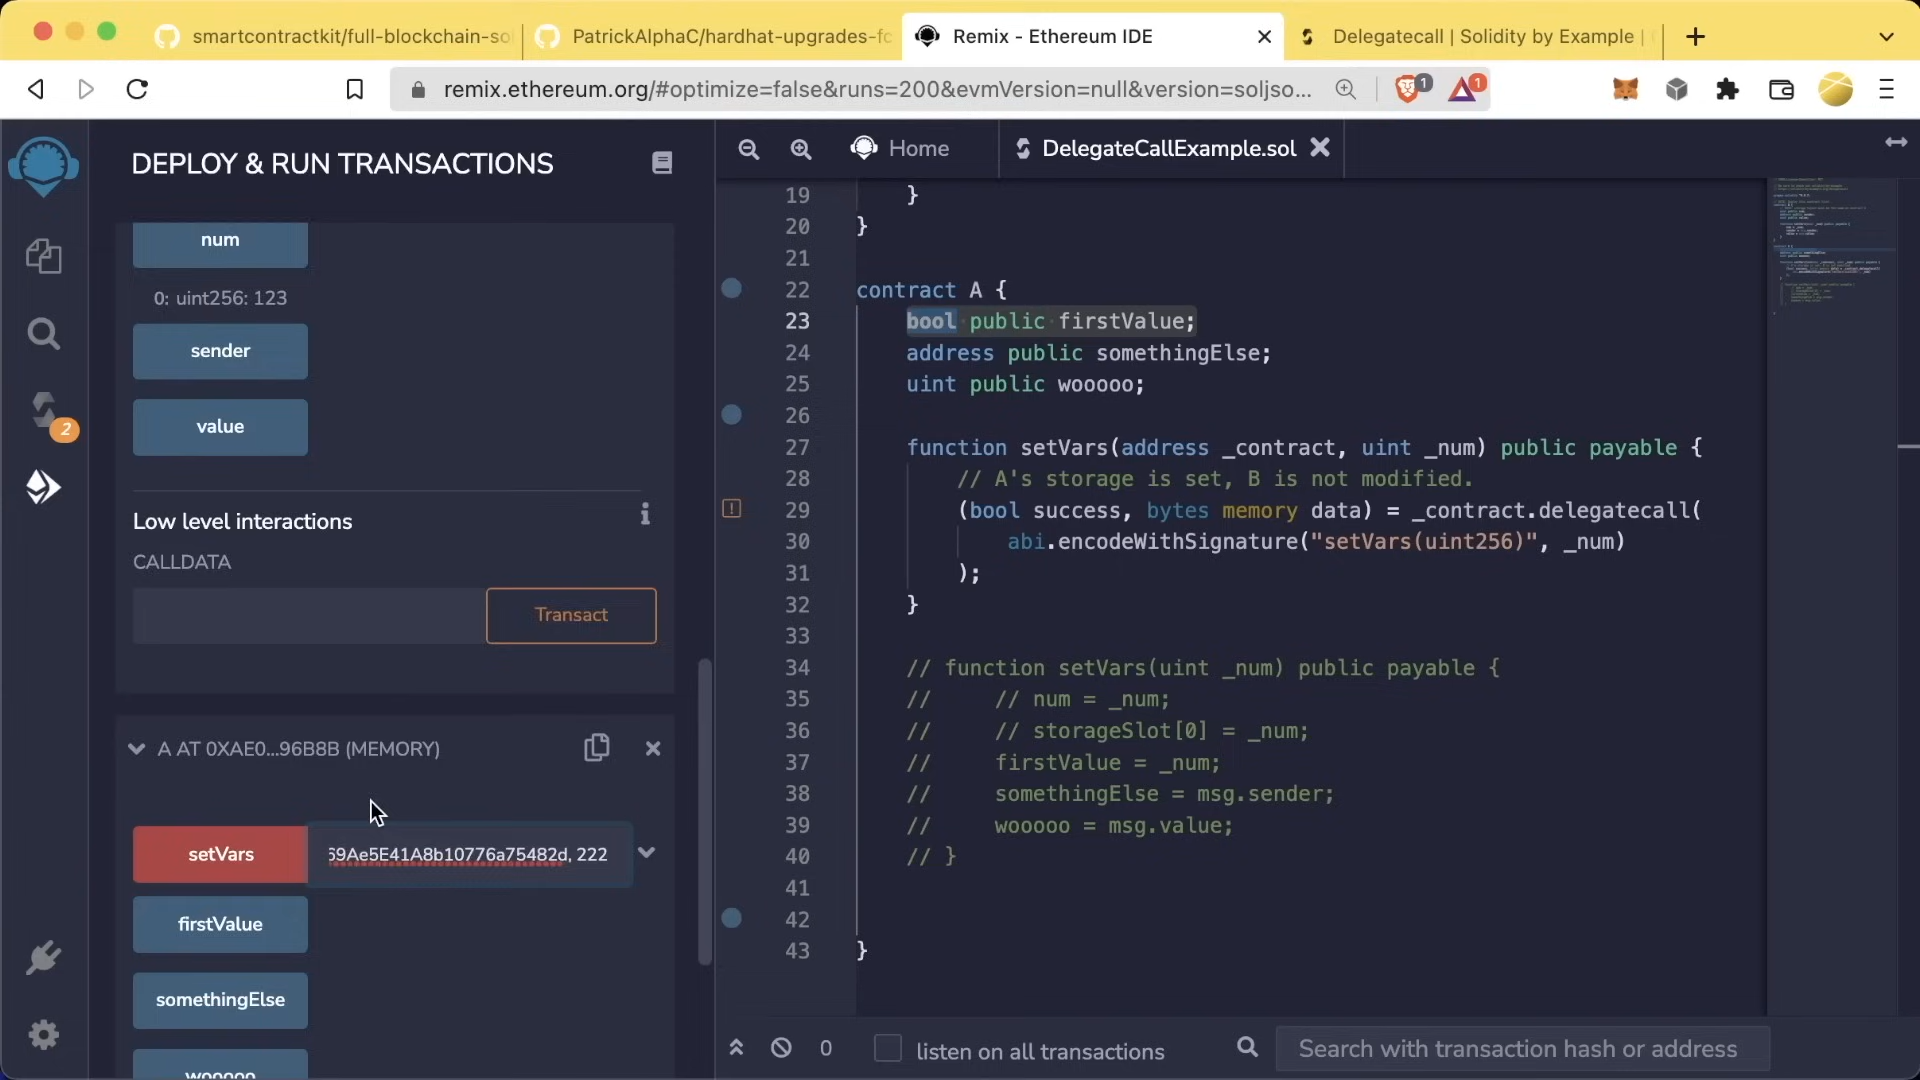 smartcontractkit/full-blockchain-so
PatrickAlphaC/hardhat-upgrades-fc
Remix - Ethereum IDE
Delegatecall | Solidity by Example |
remix.ethereum.org/#optimize=false&runs=200&evmVersion=null&version=soljso...
1
1
DEPLOY & RUN TRANSACTIONS
num
0: uint256: 123
sender
value
2
Low level interactions
i
CALLDATA
Transact
A AT 0XAE0...96B8B (MEMORY)
setVars
69Ae5E41A8b10776a75482d, 222
firstValue
somethingElse
wooooo
Home
DelegateCallExample.sol
19 }
20 }
21
22 contract A {
23 bool public firstValue;
24 address public somethingElse;
25 uint public wooooo;
26
27 function setVars(address _contract, uint _num) public payable {
28 // A's storage is set, B is not modified.
29 (bool success, bytes memory data) = _contract.delegatecall(
30 abi.encodeWithSignature("setVars(uint256)", _num)
31 );
32 }
33
34 // function setVars(uint _num) public payable {
35 // // num = _num;
36 // // storageSlot[0] = _num;
37 // firstValue = _num;
38 // somethingElse = msg.sender;
39 // wooooo = msg.value;
40 // }
41
42
43 }
0
listen on all transactions
Search with transaction hash or address